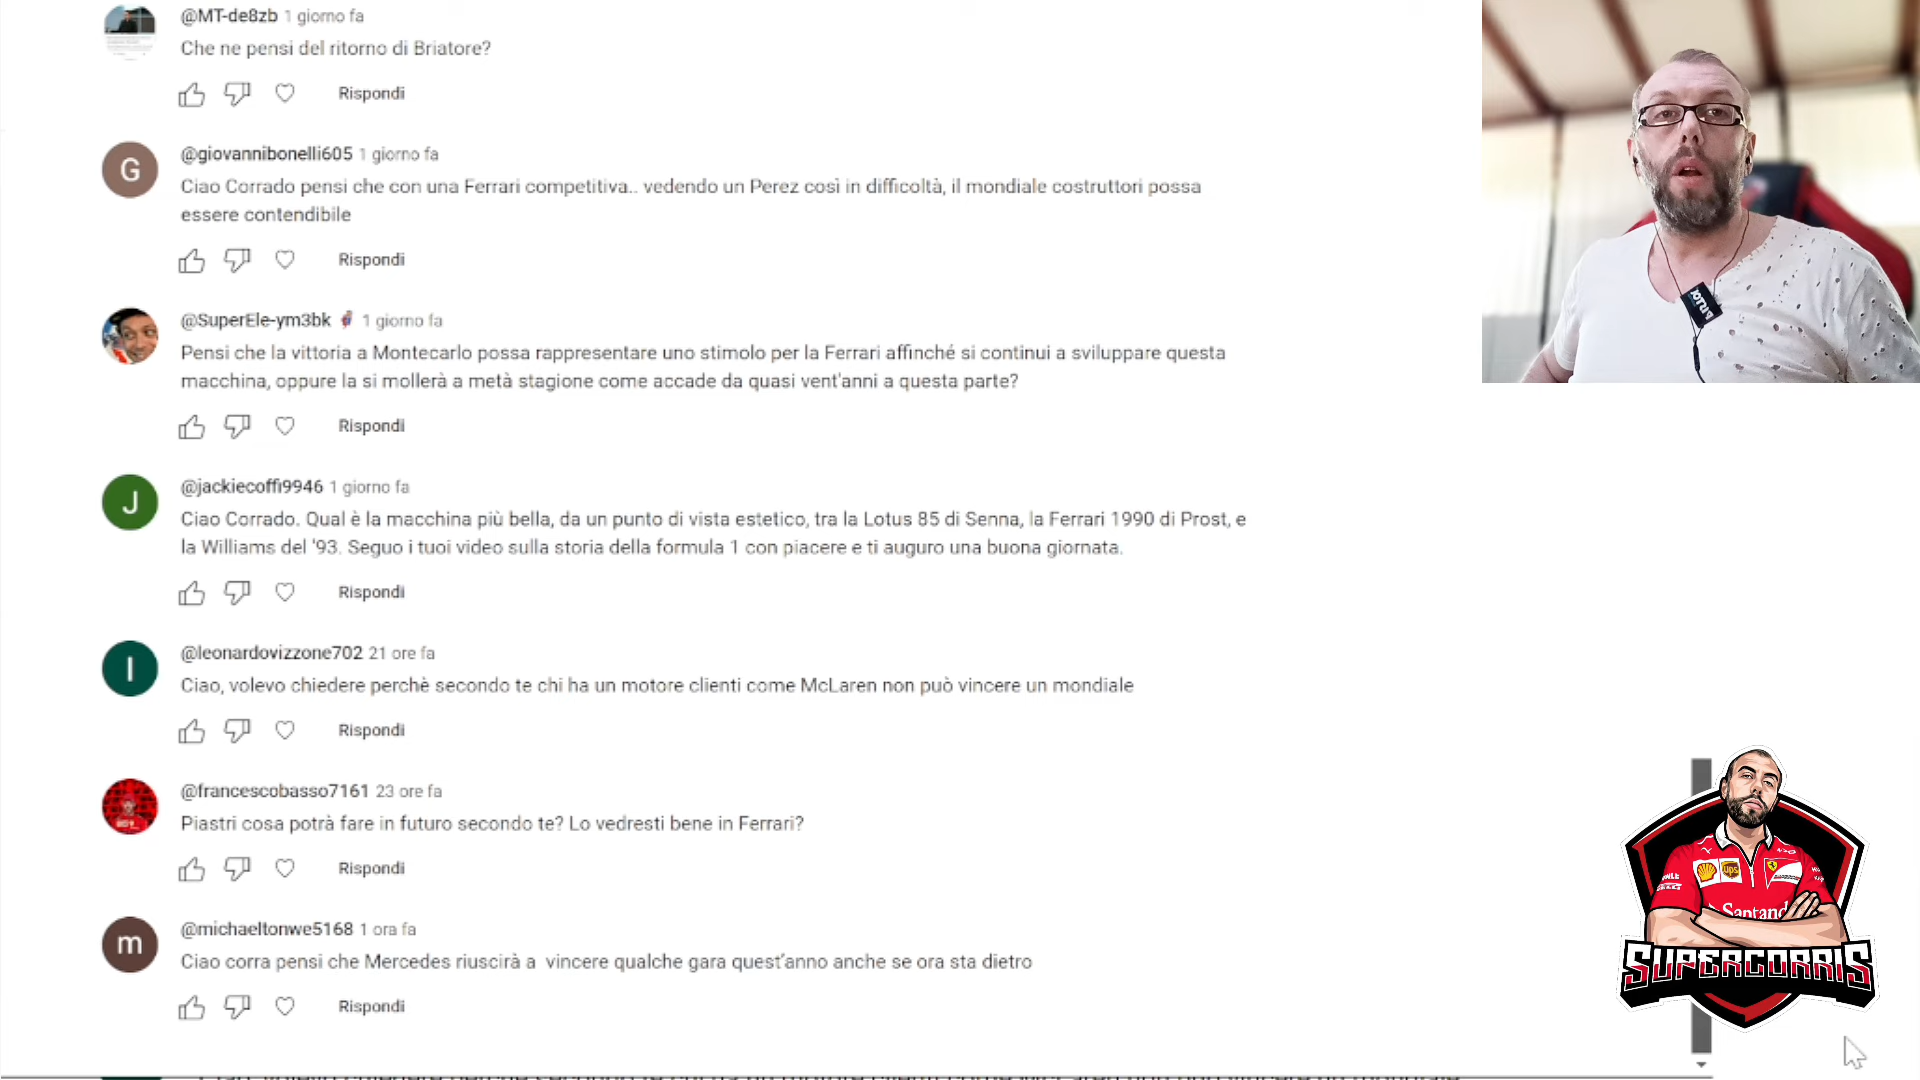 @MT-de8zb 1 giorno fa
Che ne pensi del ritorno di Briatore?
Rispondi
G
@giovannibonelli605 1 giorno fa
Ciao Corrado pensi che con una Ferrari competitiva.. vedendo un Perez così in difficoltà, il mondiale costruttori possa
essere contendibile
Rispondi
@SuperEle-ym3bk 1 giorno fa
Pensi che la vittoria a Montecarlo possa rappresentare uno stimolo per la Ferrari affinché si continui a sviluppare questa
macchina, oppure la si mollerà a metà stagione come accade da quasi vent'anni a questa parte?
Rispondi
J
@jackiecoffi9946 1 giorno fa
Ciao Corrado. Qual è la macchina più bella, da un punto di vista estetico, tra la Lotus 85 di Senna, la Ferrari 1990 di Prost, e
la Williams del '93. Seguo i tuoi video sulla storia della formula 1 con piacere e ti auguro una buona giornata.
Rispondi
l
@leonardovizzone702 21 ore fa
Ciao, volevo chiedere perchè secondo te chi ha un motore clienti come McLaren non può vincere un mondiale
Rispondi
@francescobasso7161 23 ore fa
Piastri cosa potrà fare in futuro secondo te? Lo vedresti bene in Ferrari?
Rispondi
m
@michaeltonwe5168 1 ora fa
Ciao corra pensi che Mercedes riuscirà a  vincere qualche gara quest'anno anche se ora sta dietro
Rispondi
ups
Santand
SUPERCORRIS